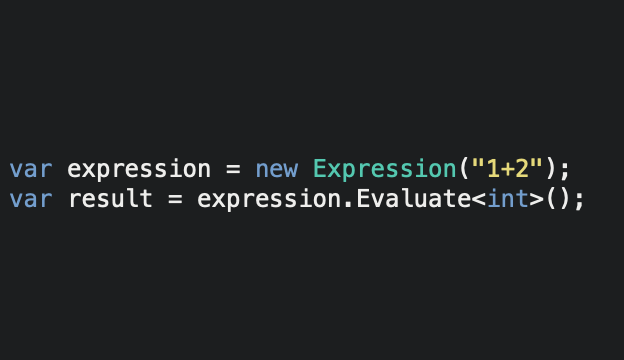 var expression = new Expression("1+2");
var result = expression.Evaluate<int>();